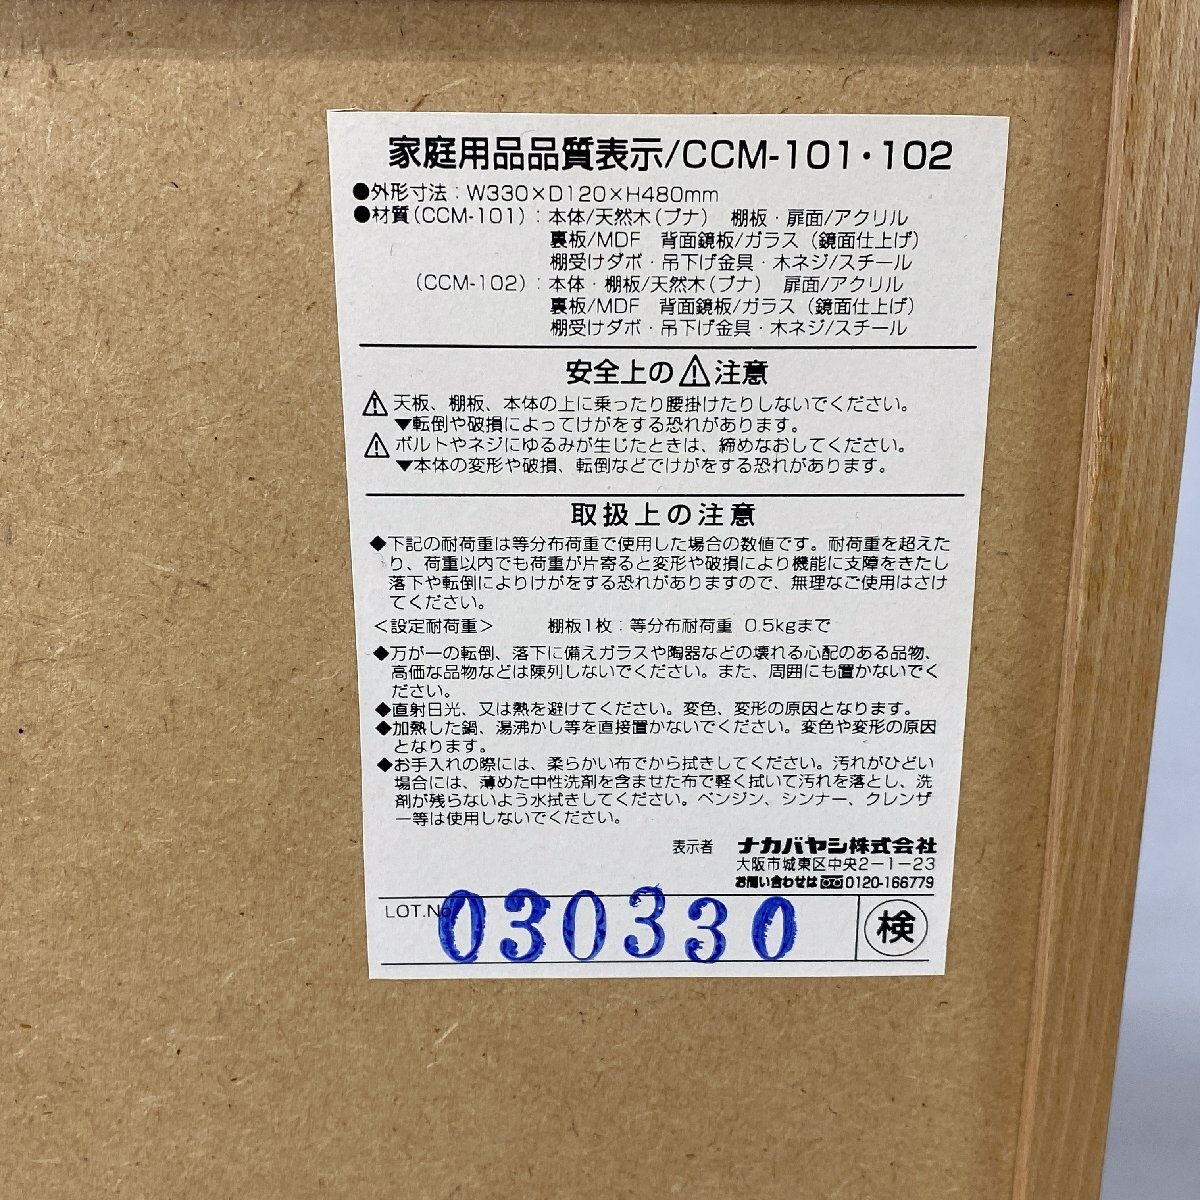 家庭用品品質表示/CCM-101・102
●外形寸法：W330×D120×H480mm
●材質（CCM-101）：本体/天然木（ブナ）　棚板・扉面/アクリル
裏板/MDF　背面鏡板/ガラス（鏡面仕上げ）
棚受けダボ・吊下げ金具・木ネジ/スチール
（CCM-102）：本体・棚板/天然木（ブナ）　扉面/アクリル
裏板/MDF　背面鏡板/ガラス（鏡面仕上げ）
棚受けダボ・吊下げ金具・木ネジ/スチール
安全上の⚠注意
⚠天板、棚板、本体の上に乗ったり腰掛けたりしないでください。
▼転倒や破損によってけがをする恐れがあります。
⚠ボルトやネジにゆるみが生じたときは、締めなおしてください。
▼本体の変形や破損、転倒などでけがをする恐れがあります。
取扱上の注意
◆下記の耐荷重は等分布荷重で使用した場合の数値です。耐荷重を超えた
り、荷重以内でも荷重が片寄ると変形や破損により機能に支障をきたし
落下や転倒によりけがをする恐れがありますので、無理なご使用はさけ
てください。
＜設定耐荷重＞　棚板1枚：等分布耐荷重 0.5kgまで
◆万が一の転倒、落下に備えガラスや陶器などの壊れる心配のある品物、
高価な品物などは陳列しないでください。また、周囲にも置かないでく
ださい。
◆直射日光、又は熱を避けてください。変色、変形の原因となります。
◆加熱した鍋、湯沸かし等を直接置かないでください。変色や変形の原因
となります。
◆お手入れの際には、柔らかい布でから拭きしてください。汚れがひどい
場合には、薄めた中性洗剤を含ませた布で軽く拭いて汚れを落とし、洗
剤が残らないよう水拭きしてください。ベンジン、シンナー、クレンザ
ー等は使用しないでください。
表示者　ナカバヤシ株式会社
大阪市城東区中央2-1-23
お問い合わせは 0120-166779
LOT.No. 030330 検